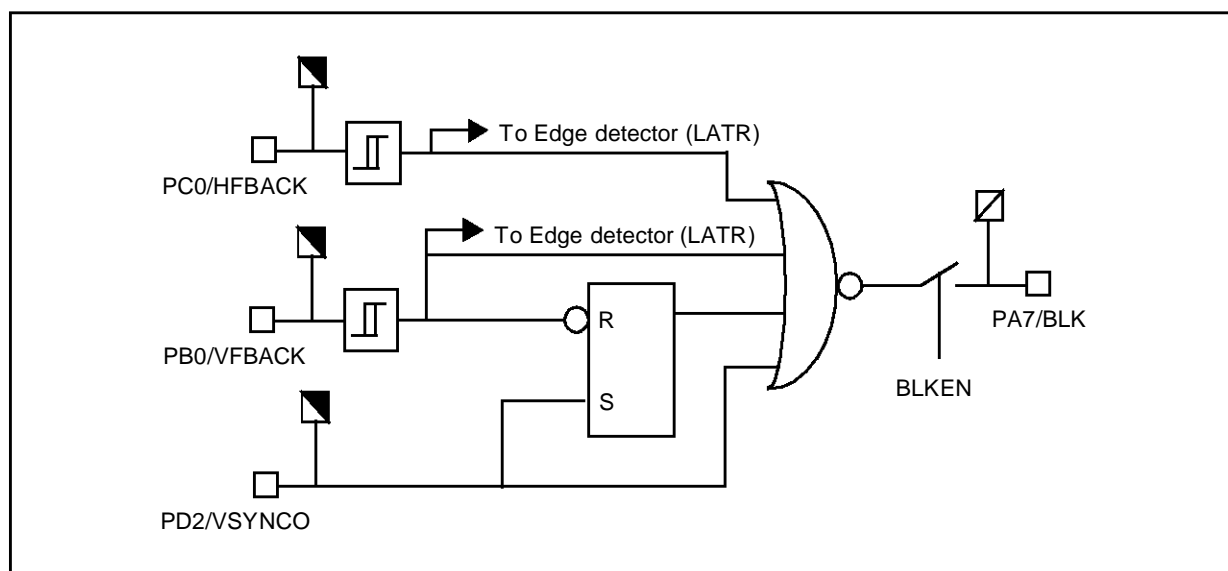 To Edge detector (LATR)
PC0/HFBACK
To Edge detector (LATR)
R
PB0/VFBACK
PA7/BLK
BLKEN
S
PD2/VSYNCO